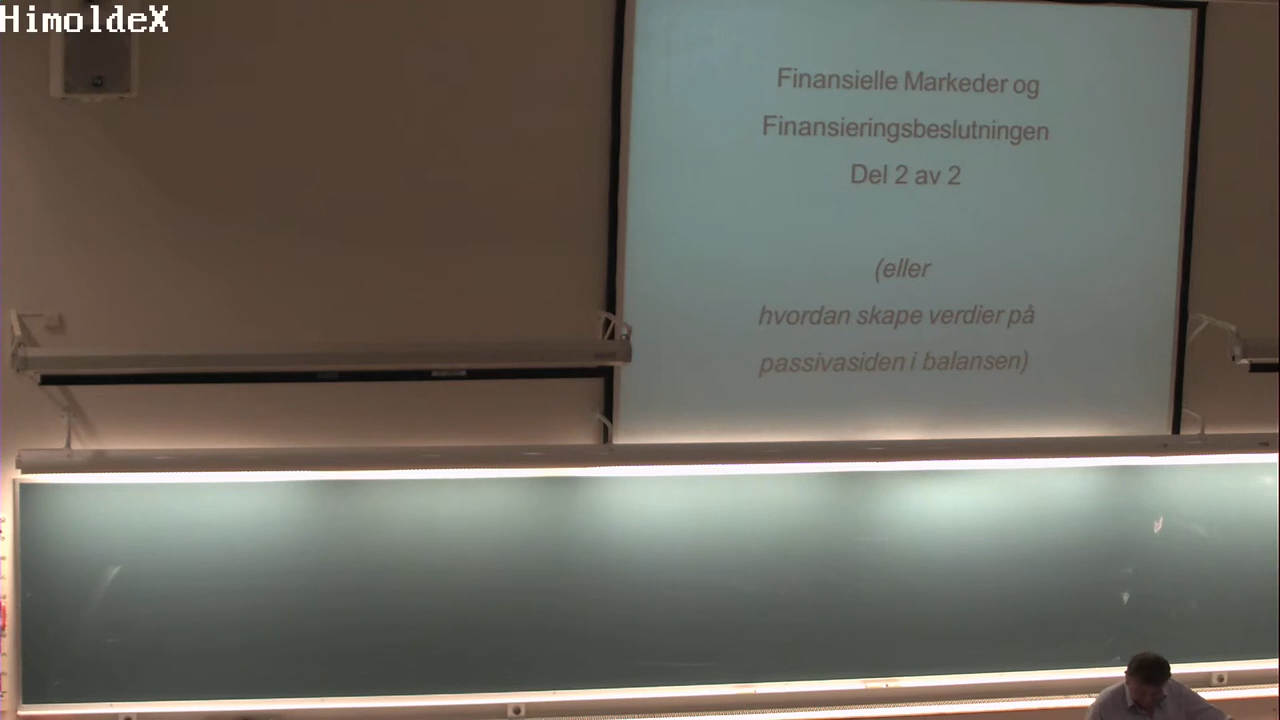 HimoldeX
Finansielle Markeder og
Finansieringsbeslutningen
Del 2 av 2
(eller
hvordan skape verdier på
passivasiden i balansen)